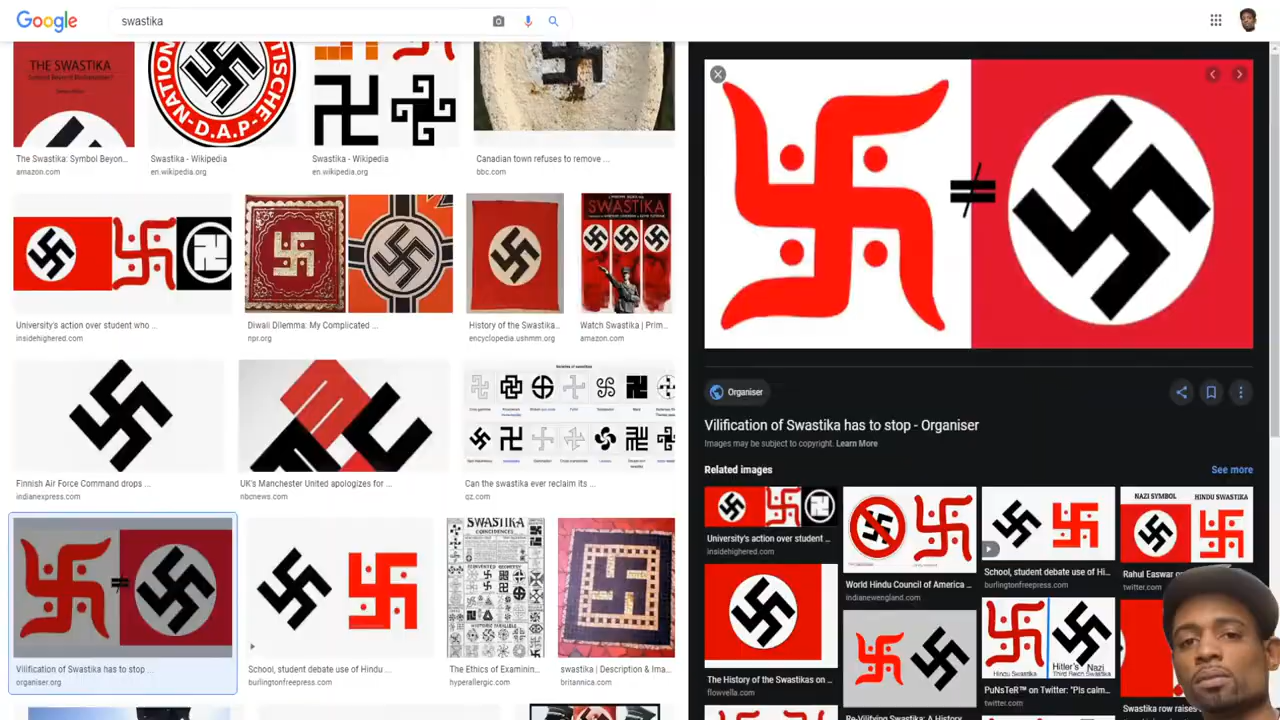 Google
swastika
THE SWASTIKA
D.A.P.
The Swastika: Symbol Beyon...
amazon.com
Swastika - Wikipedia
en.wikipedia.org
Swastika - Wikipedia
en.wikipedia.org
Canadian town refuses to remove ...
bbc.com
SWASTIKA
University's action over student who ...
insidehighered.com
Diwali Dilemma: My Complicated ...
npr.org
History of the Swastika...
encyclopedia.ushmm.org
Watch Swastika | Prim...
amazon.com
Finnish Air Force Command drops ...
indianexpress.com
UK's Manchester United apologizes for ...
nbcnews.com
Can the swastika ever reclaim its ...
qz.com
SWASTIKA
Vilification of Swastika has to stop ...
organiser.org
School, student debate use of Hindu ...
burlingtonfreepress.com
The Ethics of Examinin...
hyperallergic.com
swastika | Description & Ima...
britannica.com
≠
Organiser
Vilification of Swastika has to stop - Organiser
Images may be subject to copyright. Learn More
Related images
See more
University's action over student ...
insidehighered.com
World Hindu Council of America ...
indianewengland.com
School, student debate use of Hi...
burlingtonfreepress.com
NAZI SYMBOL
HINDU SWASTIKA
Rahul Easwar
twitter.com
The History of the Swastikas on ...
flowvella.com
Hindu Swastika
Hitler's Nazi
Third Reich Swastika
PuNsTeR™ on Twitter: "Pls calm...
twitter.com
Re-Vilifying Swastika: A History
Swastika row raises